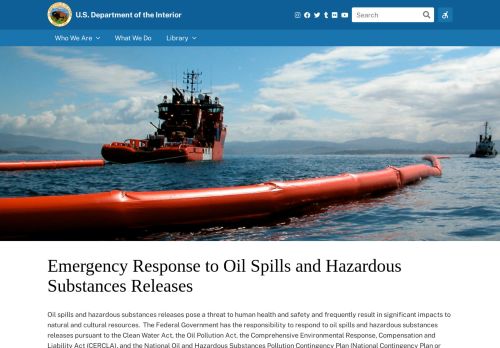 U.S. Department of the Interior
Search
Who We Are
What We Do
Library
Emergency Response to Oil Spills and Hazardous
Substances Releases
Oil spills and hazardous substances releases pose a threat to human health and safety and frequently result in significant impacts to
natural and cultural resources. The Federal Government has the responsibility to respond to oil spills and hazardous substances
releases pursuant to the Clean Water Act, the Oil Pollution Act, the Comprehensive Environmental Response, Compensation and
Liability Act (CERCLA), and the National Oil and Hazardous Substances Pollution Contingency Plan (National Contingency Plan or